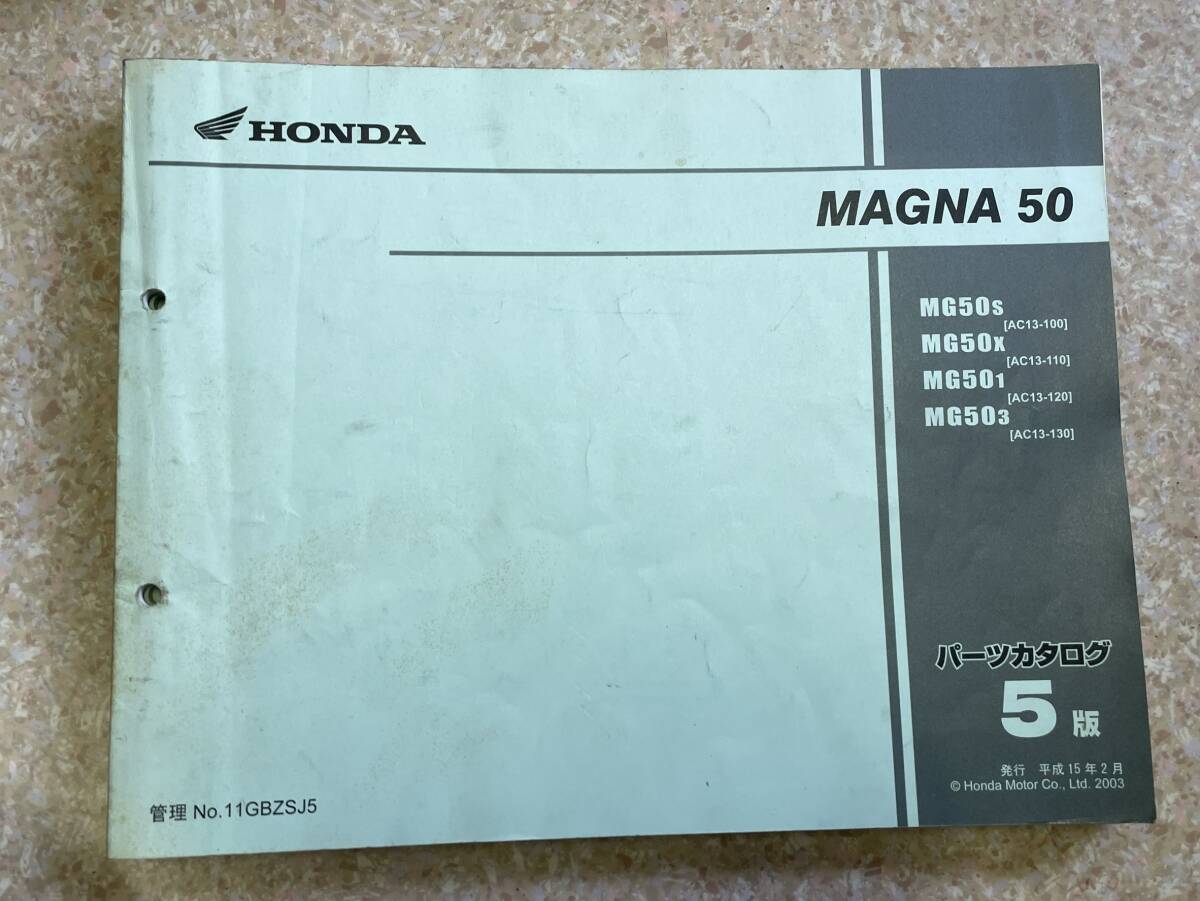 HONDA
MAGNA 50
MG50S
[AC13-100]
MG50X
[AC13-110]
MG501
[AC13-120]
MG503
[AC13-130]
パーツカタログ
5版
発行 平成15年2月
© Honda Motor Co., Ltd. 2003
管理 No.11GBZSJ5